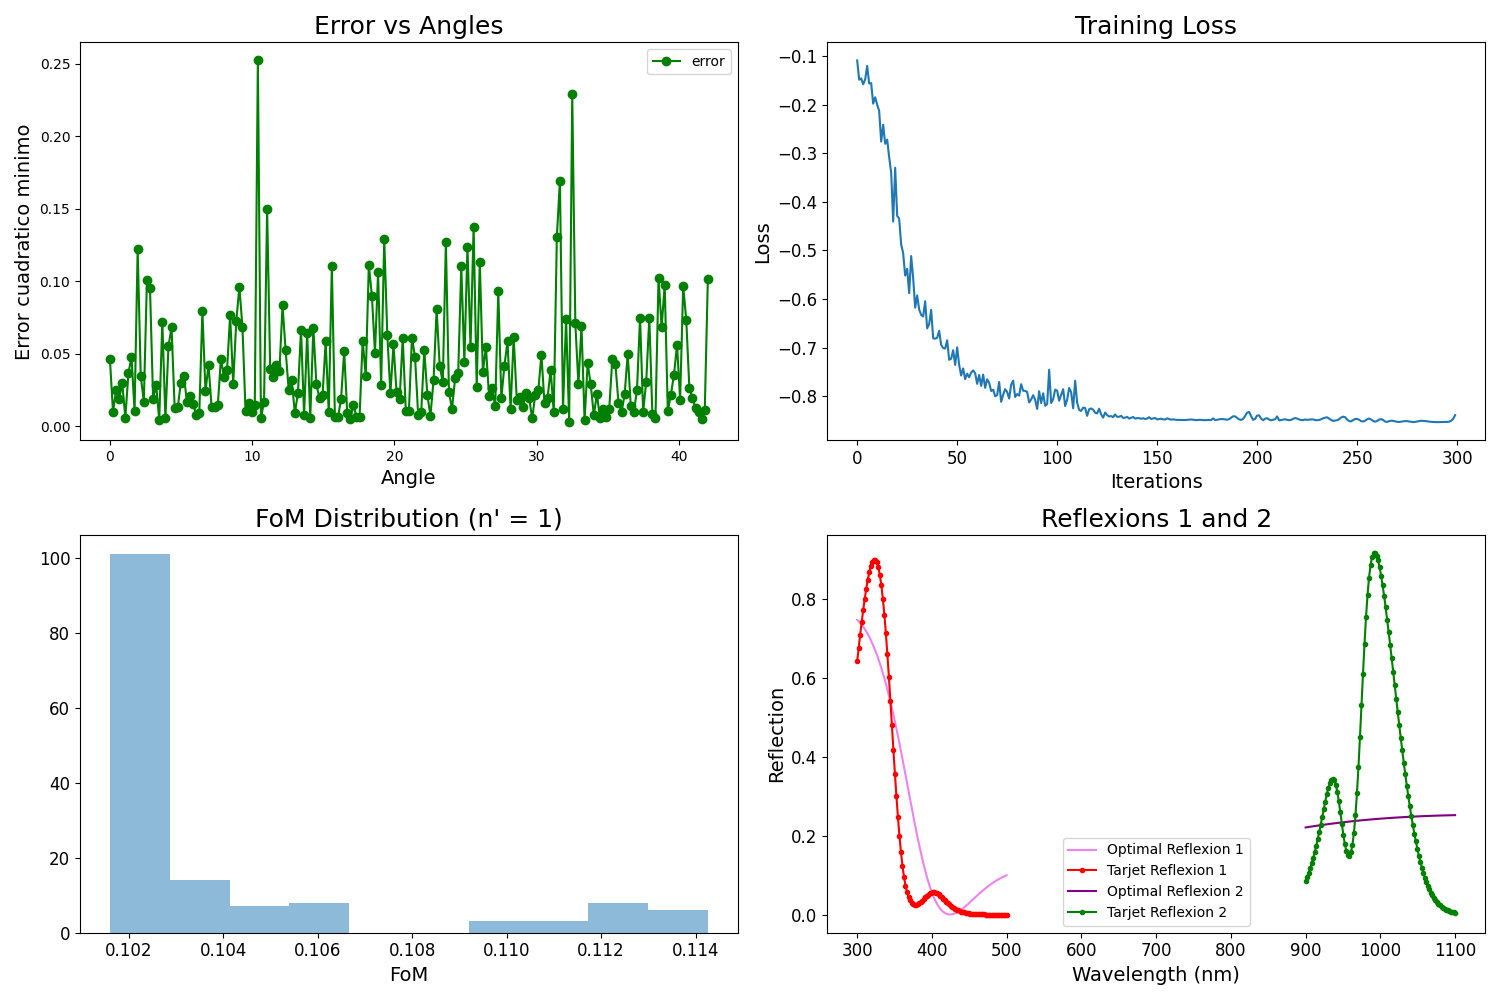 Error vs Angles
Error cuadratico minimo
0.25
0.20
0.15
0.10
0.05
0.00
error
0 10 20 30 40
Angle
Training Loss
Loss
−0.1
−0.2
−0.3
−0.4
−0.5
−0.6
−0.7
−0.8
0 50 100 150 200 250 300
Iterations
FoM Distribution (n' = 1)
100
80
60
40
20
0
0.102 0.104 0.106 0.108 0.110 0.112 0.114
FoM
Reflexions 1 and 2
Reflection
0.8
0.6
0.4
0.2
0.0
Optimal Reflexion 1
Tarjet Reflexion 1
Optimal Reflexion 2
Tarjet Reflexion 2
300 400 500 600 700 800 900 1000 1100
Wavelength (nm)